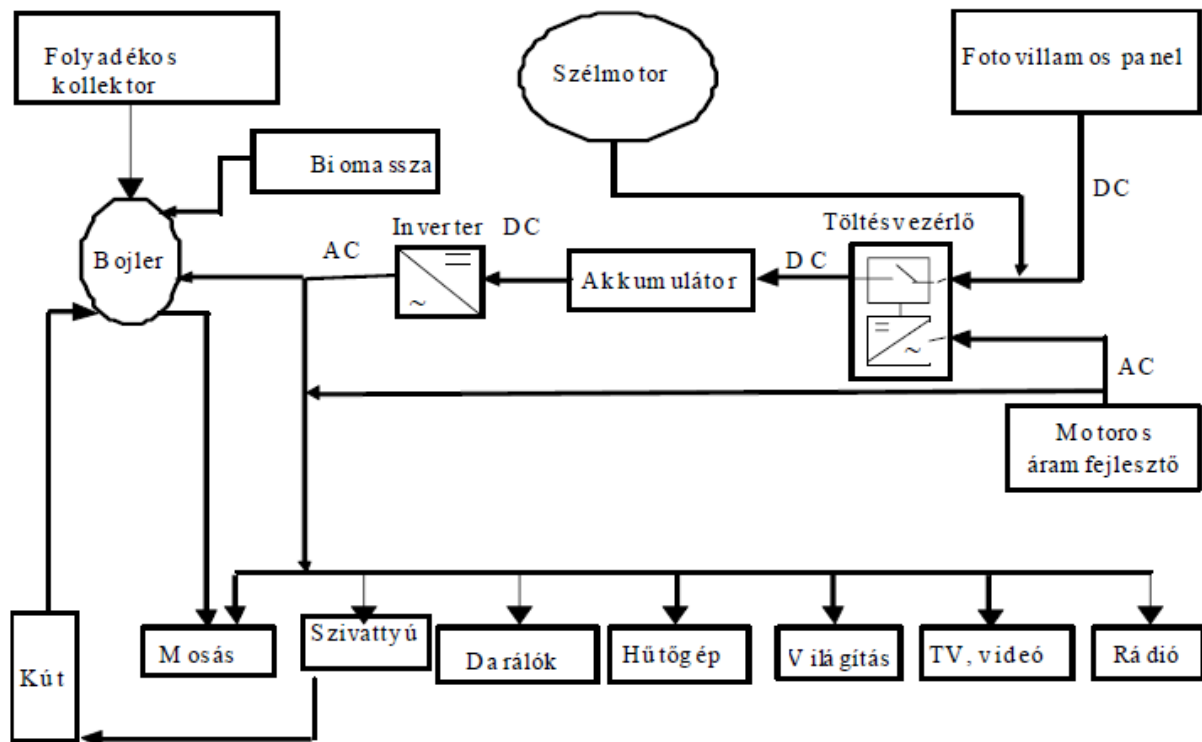 Folyadékos
kollektor
Szélmotor
Fotovillamos panel
Biomassza
DC
Inverter DC
Töltésvezérlő
AC
Bojler
DC
Akkumulátor
~
~
AC
Motoros
áramfejlesztő
Kút
Mosás
Szivattyú
Darálók
Hűtőgép
Világítás
TV, videó
Rádió